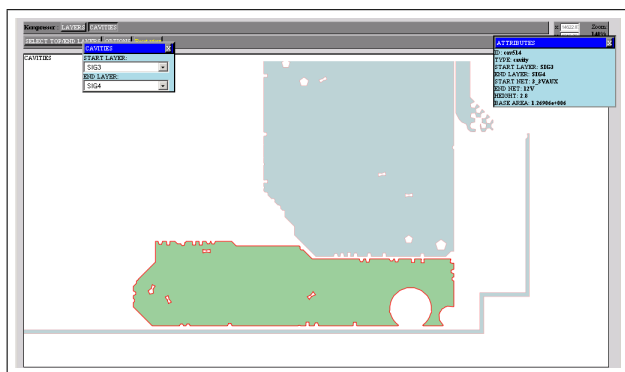 Kompressor LAYERS CAVITIES
x: Zoom:
SELECT TOP/END LAYERS OPTIONS
CAVITIES
CAVITIES
START LAYER:
SIG3
END LAYER:
SIG4
ATTRIBUTES
ID: cav514
TYPE: cavity
START LAYER: SIG3
END LAYER: SIG4
START NET: 3_3VAUX
END NET: 12V
HEIGHT: 2.8
BASE AREA: 1.26986e+006